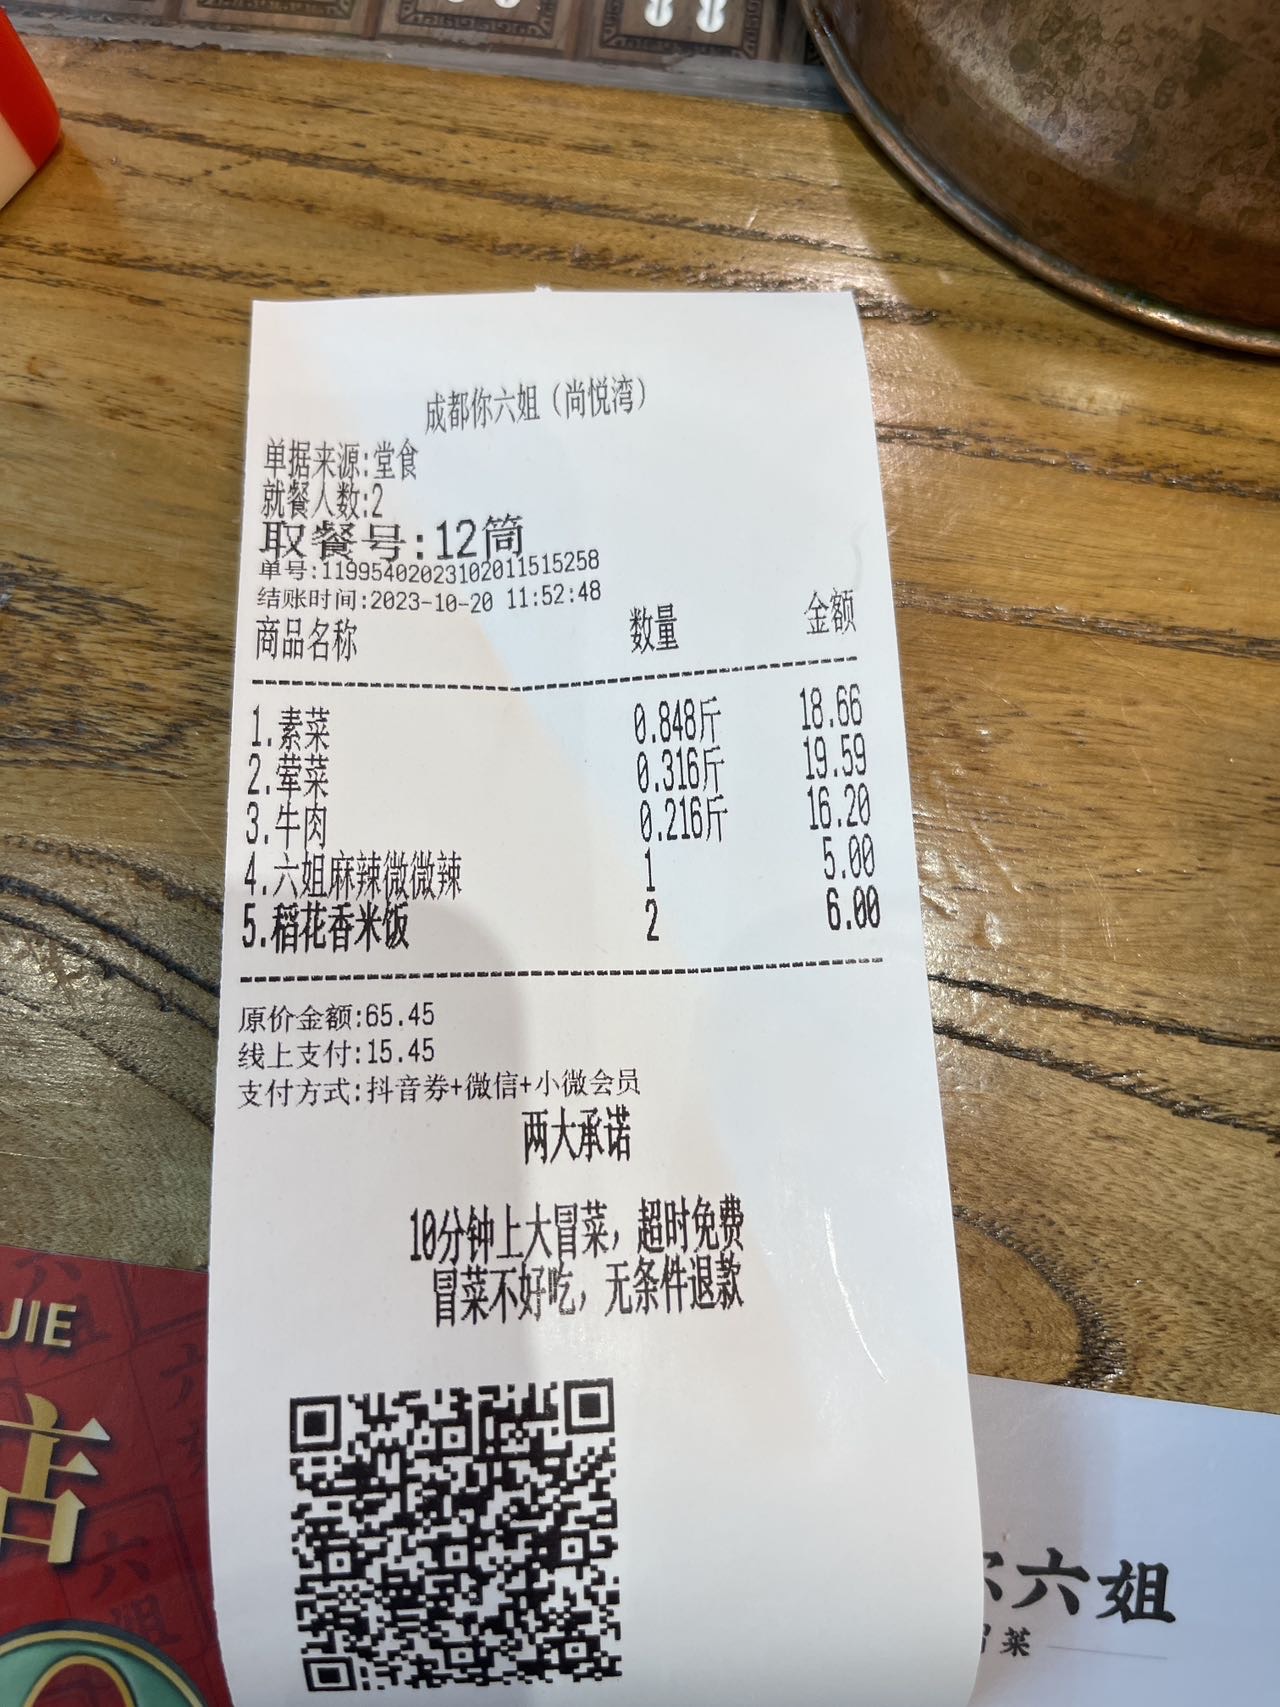 成都你六姐（尚悦湾）
单据来源:堂食
就餐人数:2
取餐号:12筒
单号:11995402023102011515258
结账时间:2023-10-20 11:52:48
商品名称 数量 金额
1.素菜 0.848斤 18.66
2.荤菜 0.316斤 19.59
3.牛肉 0.216斤 16.20
4.六姐麻辣微微辣 1 5.00
5.稻花香米饭 2 6.00
原价金额:65.45
线上支付:15.45
支付方式:抖音券+微信+小微会员
两大承诺
10分钟上大冒菜，超时免费
冒菜不好吃，无条件退款
JIE
店
六姐
六姐
菜